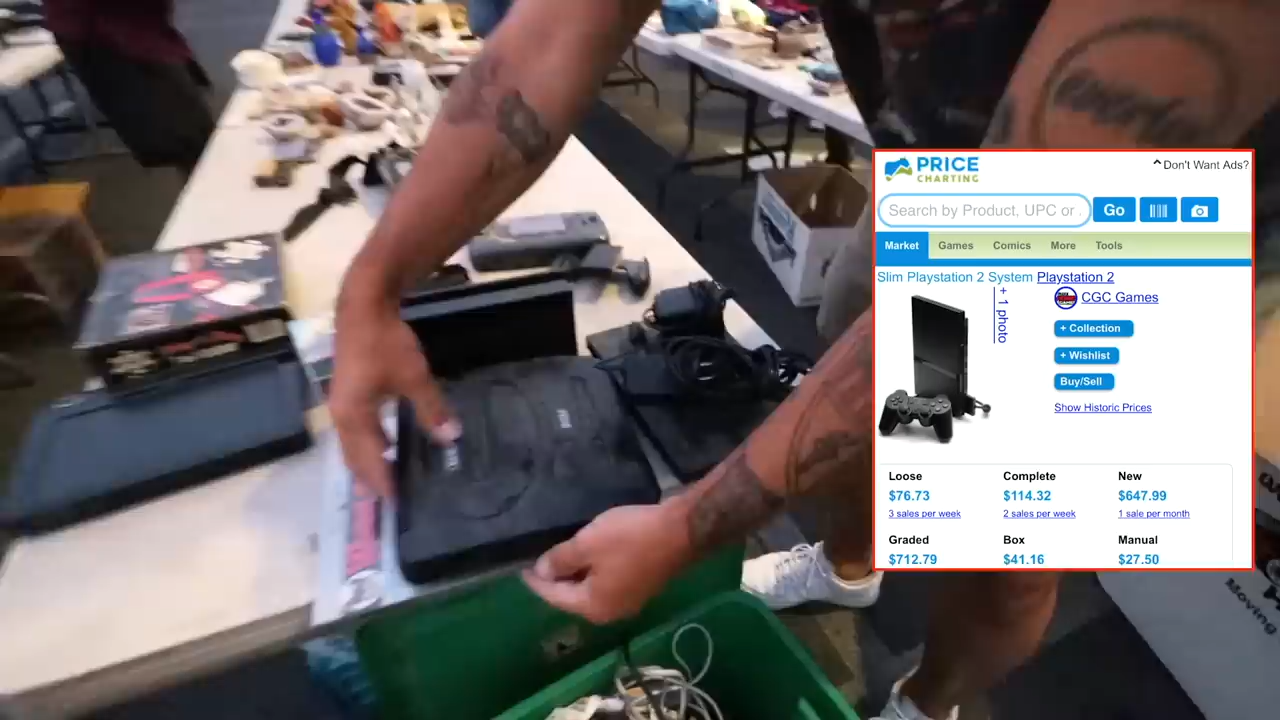 PRICE
CHARTING
^Don't Want Ads?
Search by Product, UPC or .
Go
Market
Games
Comics
More
Tools
Slim Playstation 2 System Playstation 2
+ 1 photo
CGC Games
+ Collection
+ Wishlist
Buy/Sell
Show Historic Prices
Loose
Complete
New
$76.73
$114.32
$647.99
3 sales per week
2 sales per week
1 sale per month
Graded
Box
Manual
$712.79
$41.16
$27.50
Moving